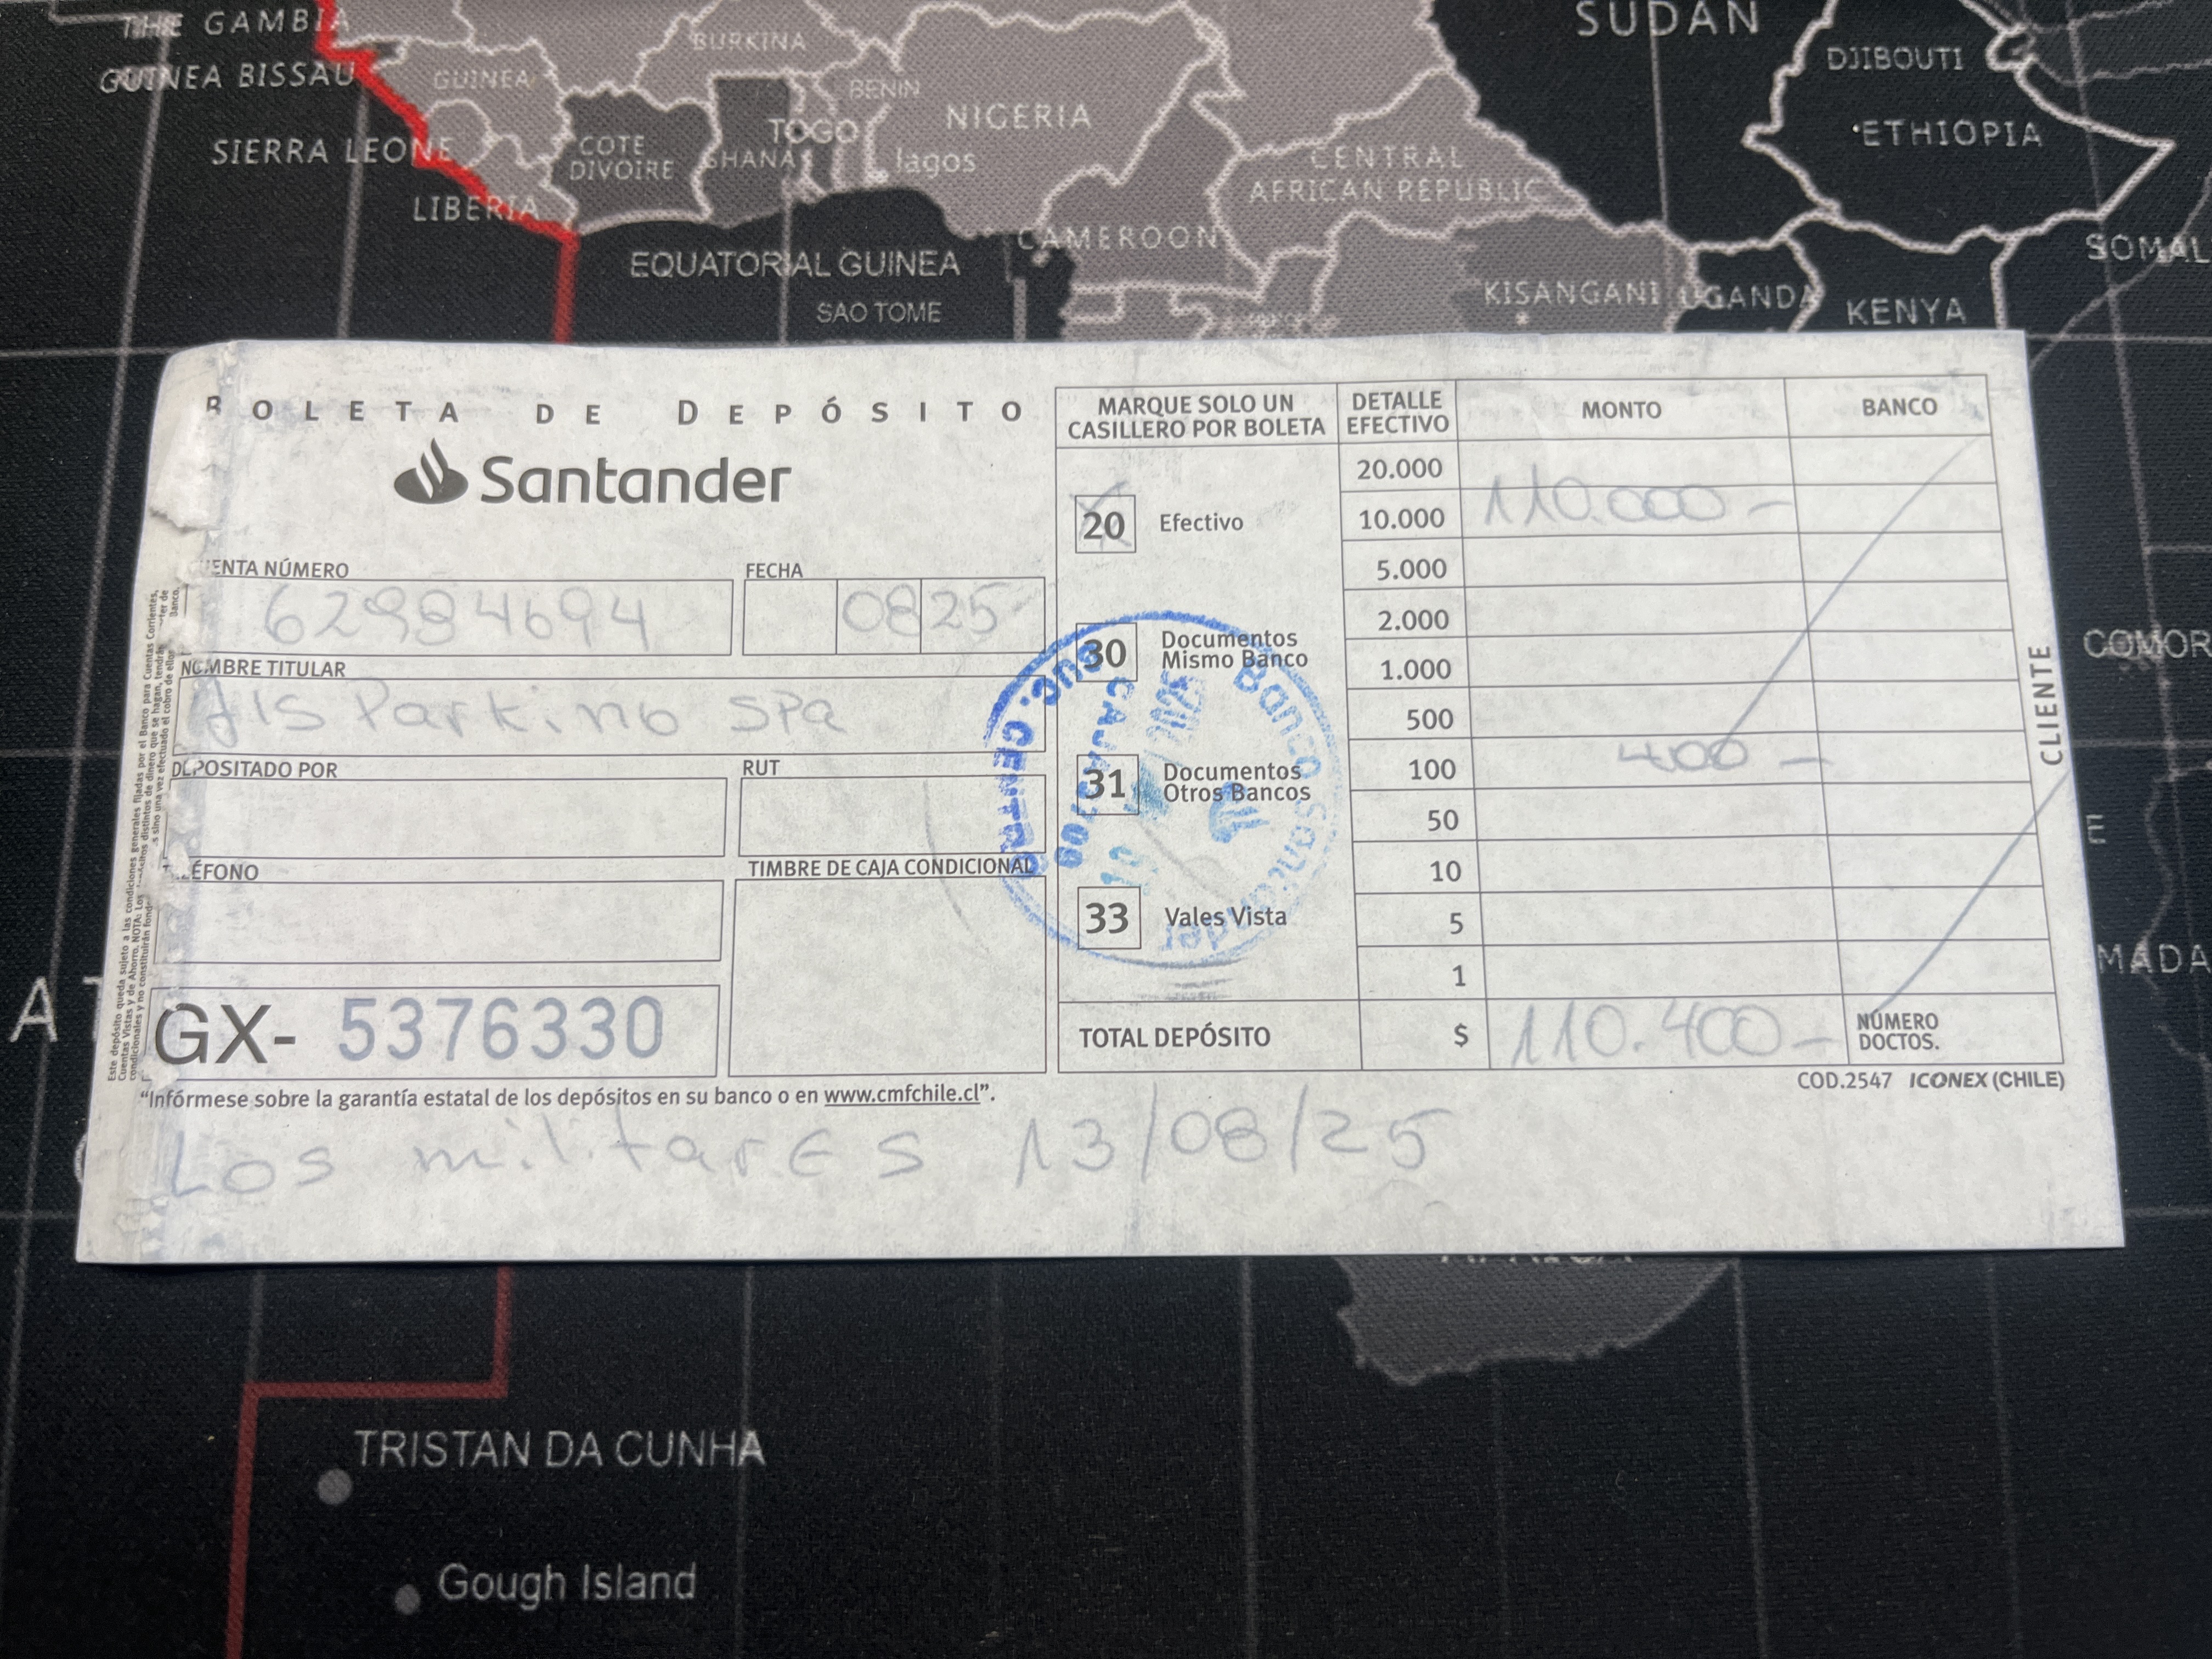 THE GAMBIA
GUINEA BISSAU
GUINEA
BURKINA
BENIN
NIGERIA
SUDAN
DJIBOUTI
ETHIOPIA
SIERRA LEONE
COTE
DIVOIRE
GHANA
TOGO
lagos
CENTRAL
AFRICAN REPUBLIC
LIBERIA
CAMEROON
EQUATORIAL GUINEA
SAO TOME
KISANGANI
UGANDA
KENYA
SOMAL
BOLETA DE DEPÓSITO
Santander
CUENTA NÚMERO
62984694
FECHA
08 25
NOMBRE TITULAR
JIS Parking SPa
DEPOSITADO POR
RUT
TELÉFONO
TIMBRE DE CAJA CONDICIONAL
GX- 5376330
"Infórmese sobre la garantía estatal de los depósitos en su banco o en www.cmfchile.cl".
Los militares 13/08/25
MARQUE SOLO UN
CASILLERO POR BOLETA
20 Efectivo
30 Documentos
Mismo Banco
31 Documentos
Otros Bancos
33 Vales Vista
Banco Santander
SUC. CENTRO
DETALLE
EFECTIVO
MONTO
BANCO
20.000
10.000 110.000-
5.000
2.000
1.000
500
100 400-
50
10
5
1
TOTAL DEPÓSITO $ 110.400-
NÚMERO
DOCTOS.
CLIENTE
COD.2547 ICONEX (CHILE)
COMOR
E
MADA
A
TRISTAN DA CUNHA
Gough Island